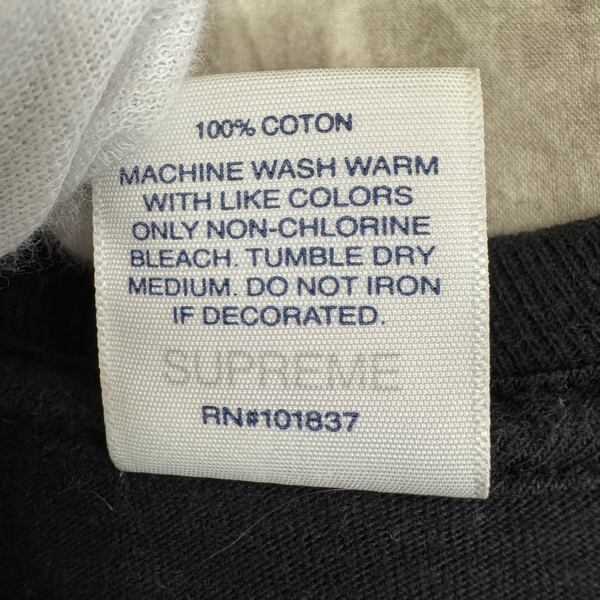 100% COTON
MACHINE WASH WARM
WITH LIKE COLORS
ONLY NON-CHLORINE
BLEACH. TUMBLE DRY
MEDIUM. DO NOT IRON
IF DECORATED.
SUPREME
RN#101837